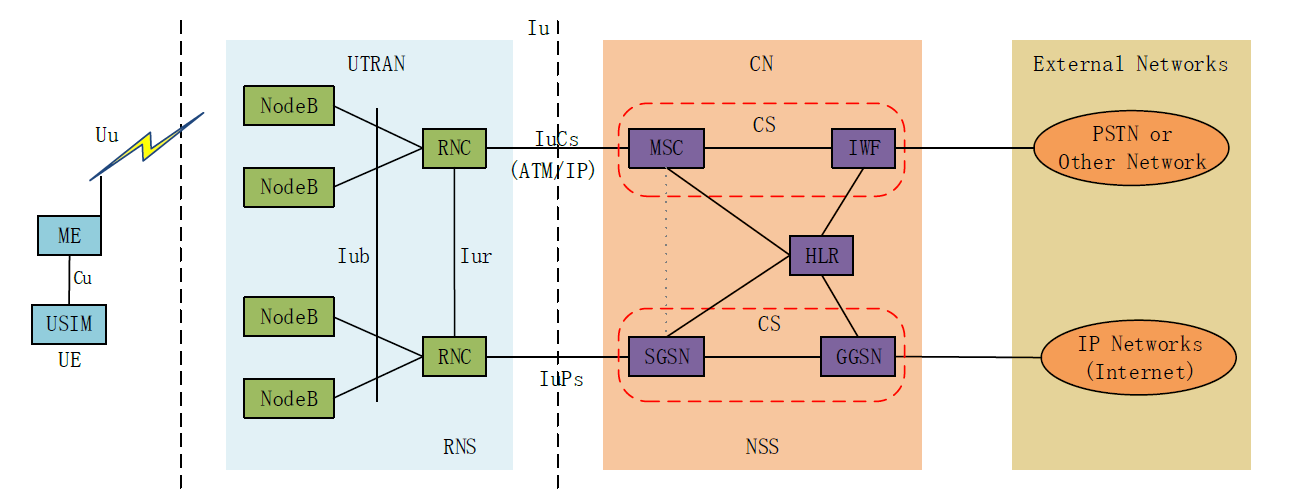 Uu
ME
Cu
USIM
UE
UTRAN
NodeB
NodeB
RNC
Iub
Iur
NodeB
NodeB
RNC
RNS
Iu
IuCs
(ATM/IP)
IuPs
CN
CS
MSC
IWF
HLR
CS
SGSN
GGSN
NSS
External Networks
PSTN or
Other Network
IP Networks
(Internet)